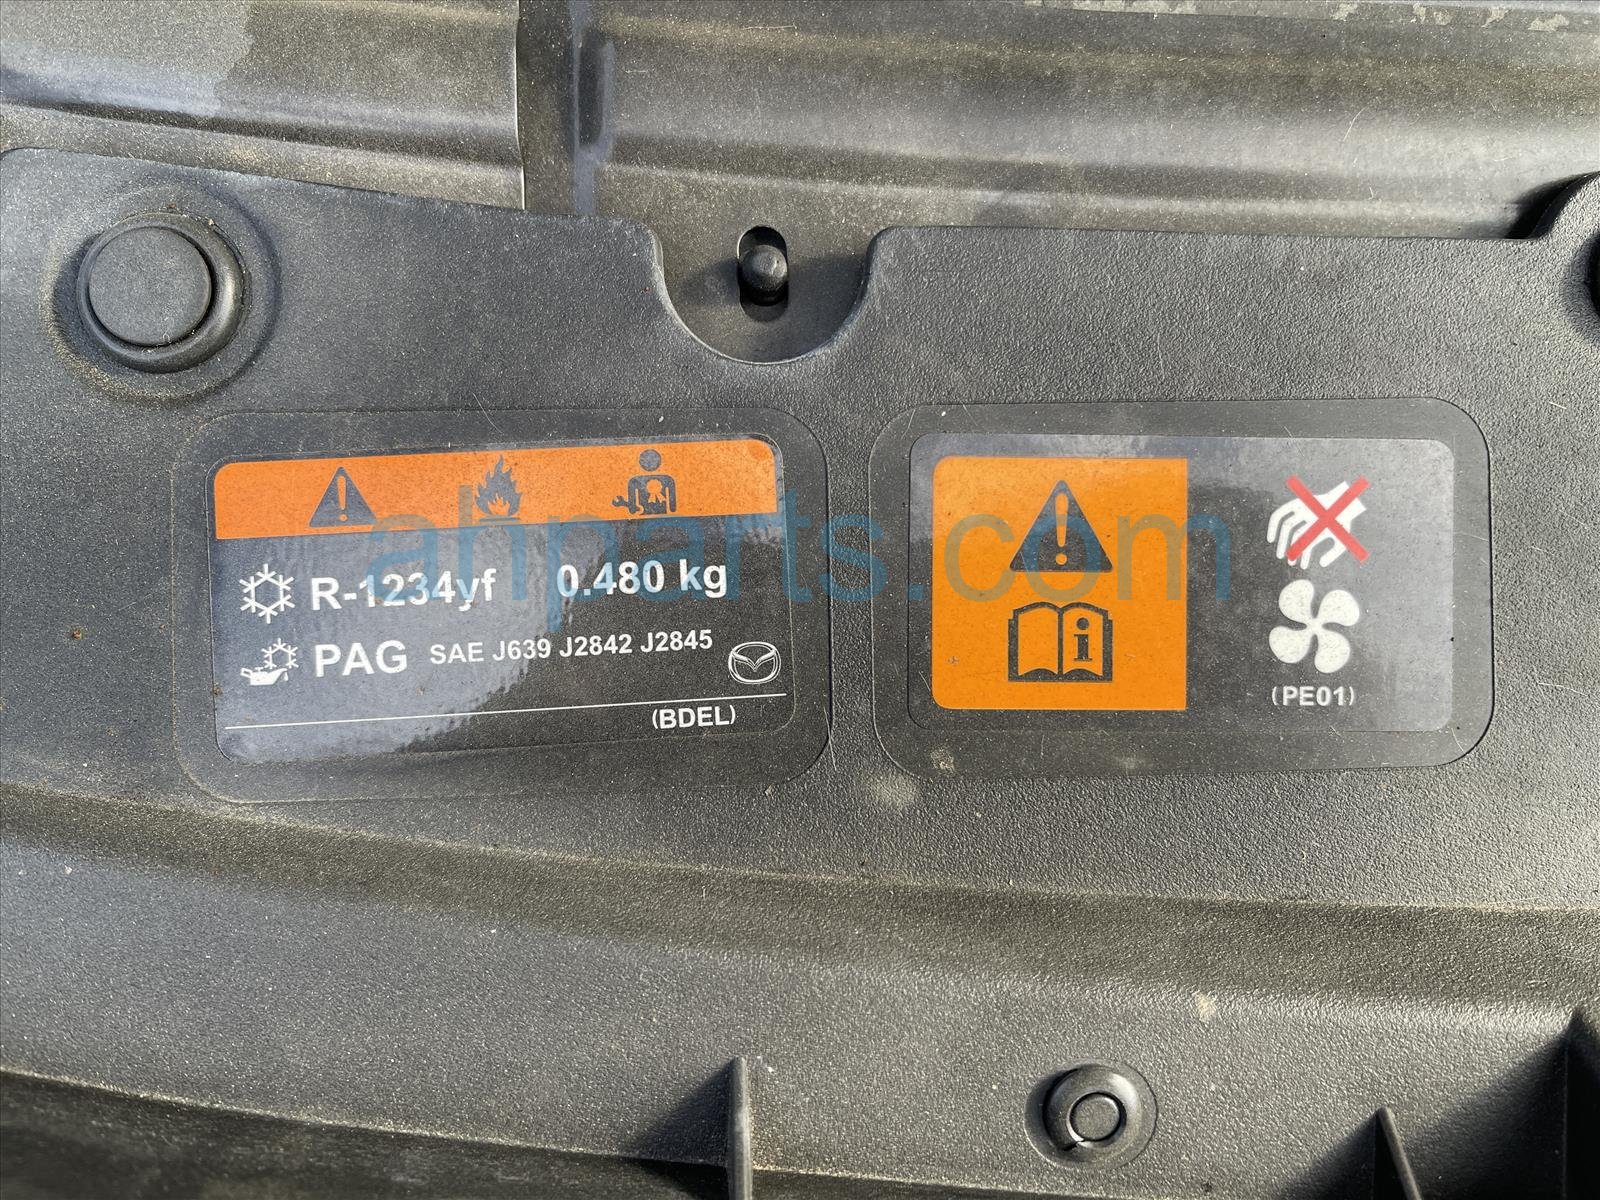 R-1234yf 0.480 kg
PAG SAE J639 J2842 J2845
(BDEL)
(PE01)
ahparts.com